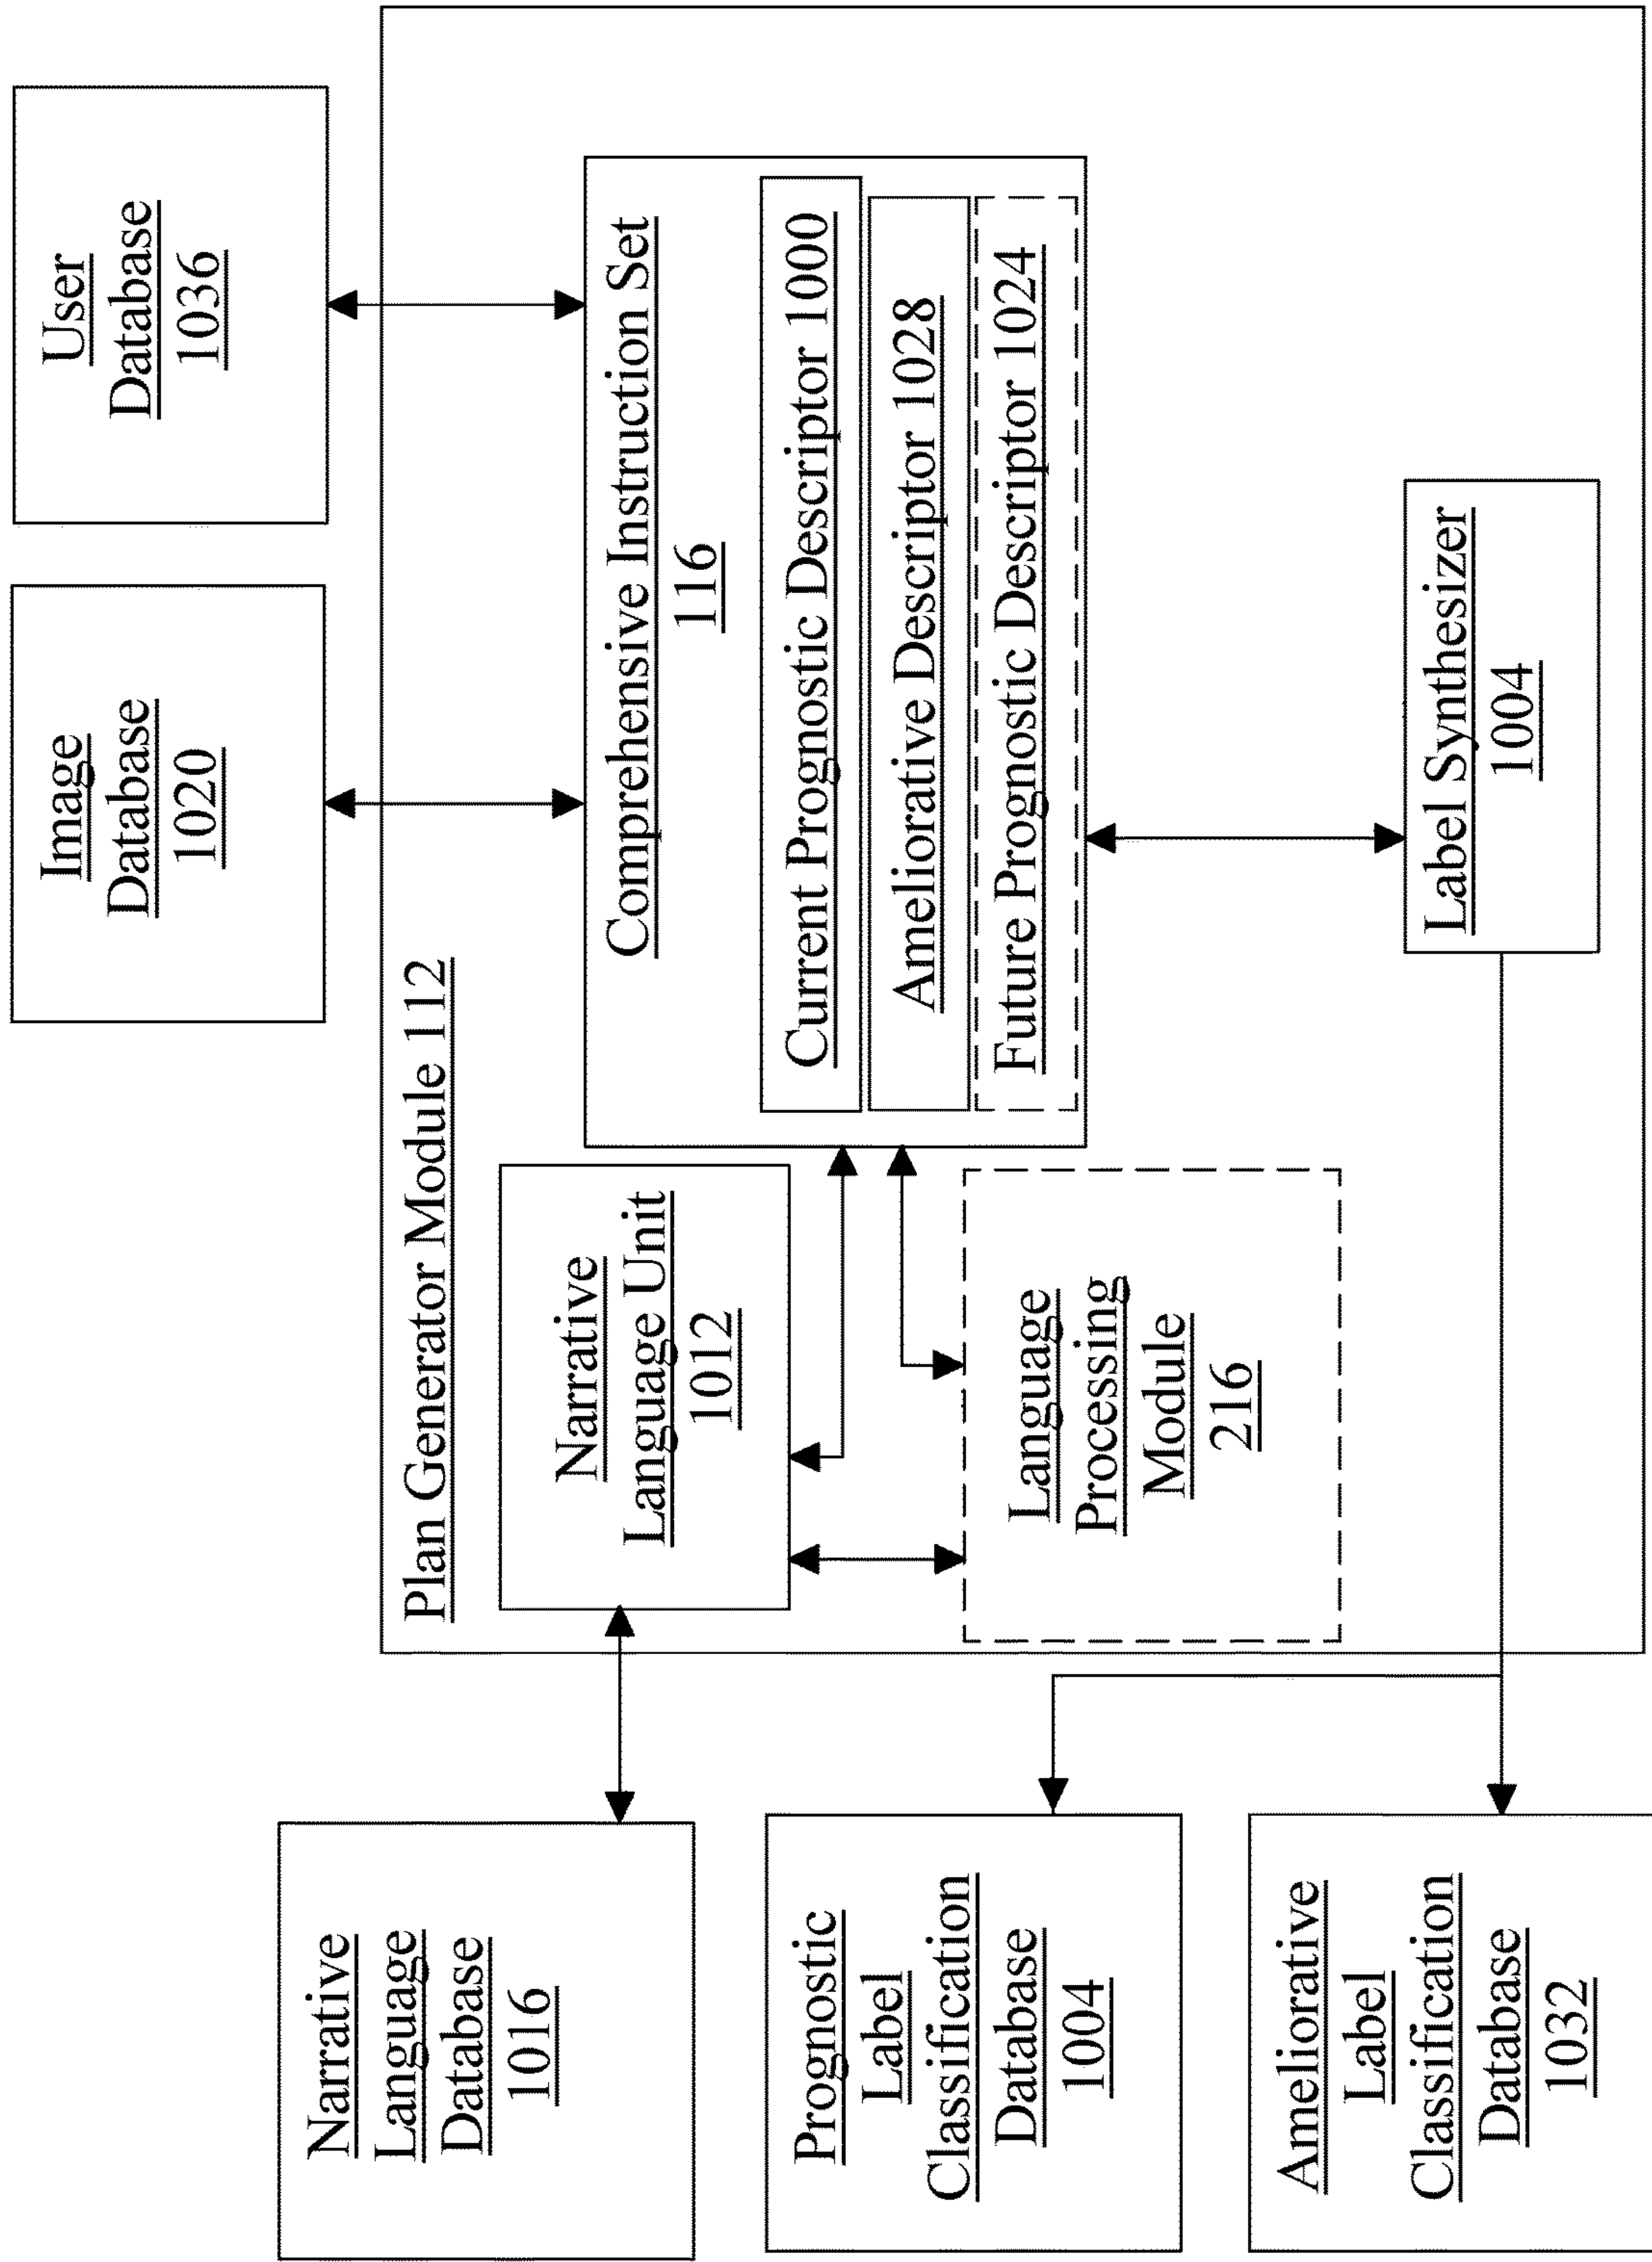 Image
Database
1020
User
Database
1036
Narrative
Language
Database
1016
Plan Generator Module 112
Narrative
Language Unit
1012
Comprehensive Instruction Set
116
Current Prognostic Descriptor 1000
Ameliorative Descriptor 1028
Future Prognostic Descriptor 1024
Prognostic
Label
Classification
Database
1004
Language
Processing
Module
216
Ameliorative
Label
Classification
Database
1032
Label Synthesizer
1004